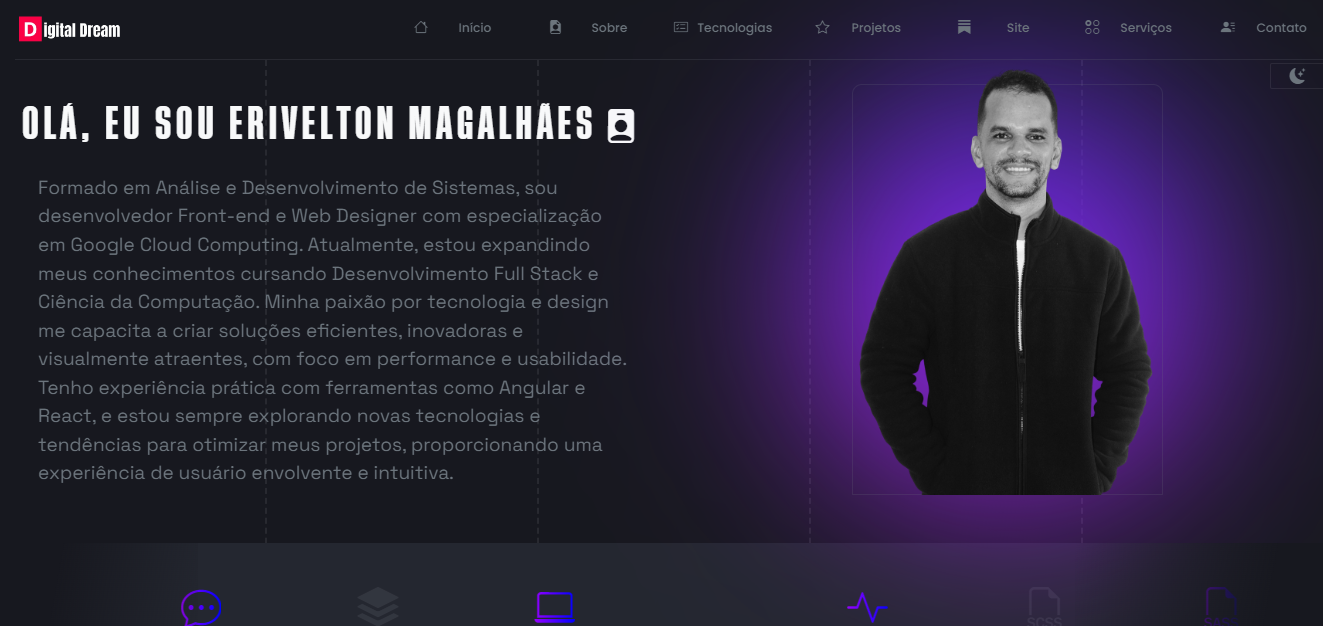 Digital Dream
Início
Sobre
Tecnologias
Projetos
Site
Serviços
Contato
OLÁ, EU SOU ERIVELTON MAGALHÃES
Formado em Análise e Desenvolvimento de Sistemas, sou
desenvolvedor Front-end e Web Designer com especialização
em Google Cloud Computing. Atualmente, estou expandindo
meus conhecimentos cursando Desenvolvimento Full Stack e
Ciência da Computação. Minha paixão por tecnologia e design
me capacita a criar soluções eficientes, inovadoras e
visualmente atraentes, com foco em performance e usabilidade.
Tenho experiência prática com ferramentas como Angular e
React, e estou sempre explorando novas tecnologias e
tendências para otimizar meus projetos, proporcionando uma
experiência de usuário envolvente e intuitiva.
SCSS